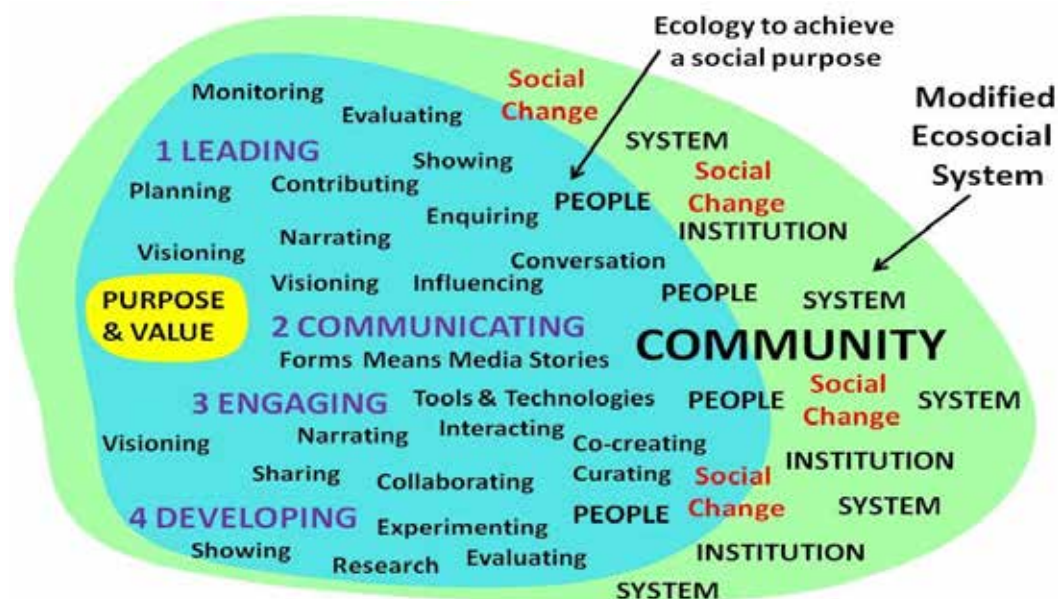 Ecology to achieve
a social purpose
Modified
Ecosocial
System
Monitoring
Evaluating
Social
Change
SYSTEM
1 LEADING
Showing
Social
Change
Planning
Contributing
PEOPLE
Enquiring
INSTITUTION
Narrating
Visioning
Conversation
Visioning
Influencing
PEOPLE
SYSTEM
PURPOSE
& VALUE
2 COMMUNICATING
COMMUNITY
Forms Means Media Stories
3 ENGAGING
Tools & Technologies
PEOPLE
Social
Change
SYSTEM
Visioning
Narrating
Interacting
Co-creating
Sharing
Collaborating
Curating
Social
Change
INSTITUTION
SYSTEM
4 DEVELOPING
Experimenting
PEOPLE
Showing
Research
Evaluating
INSTITUTION
SYSTEM